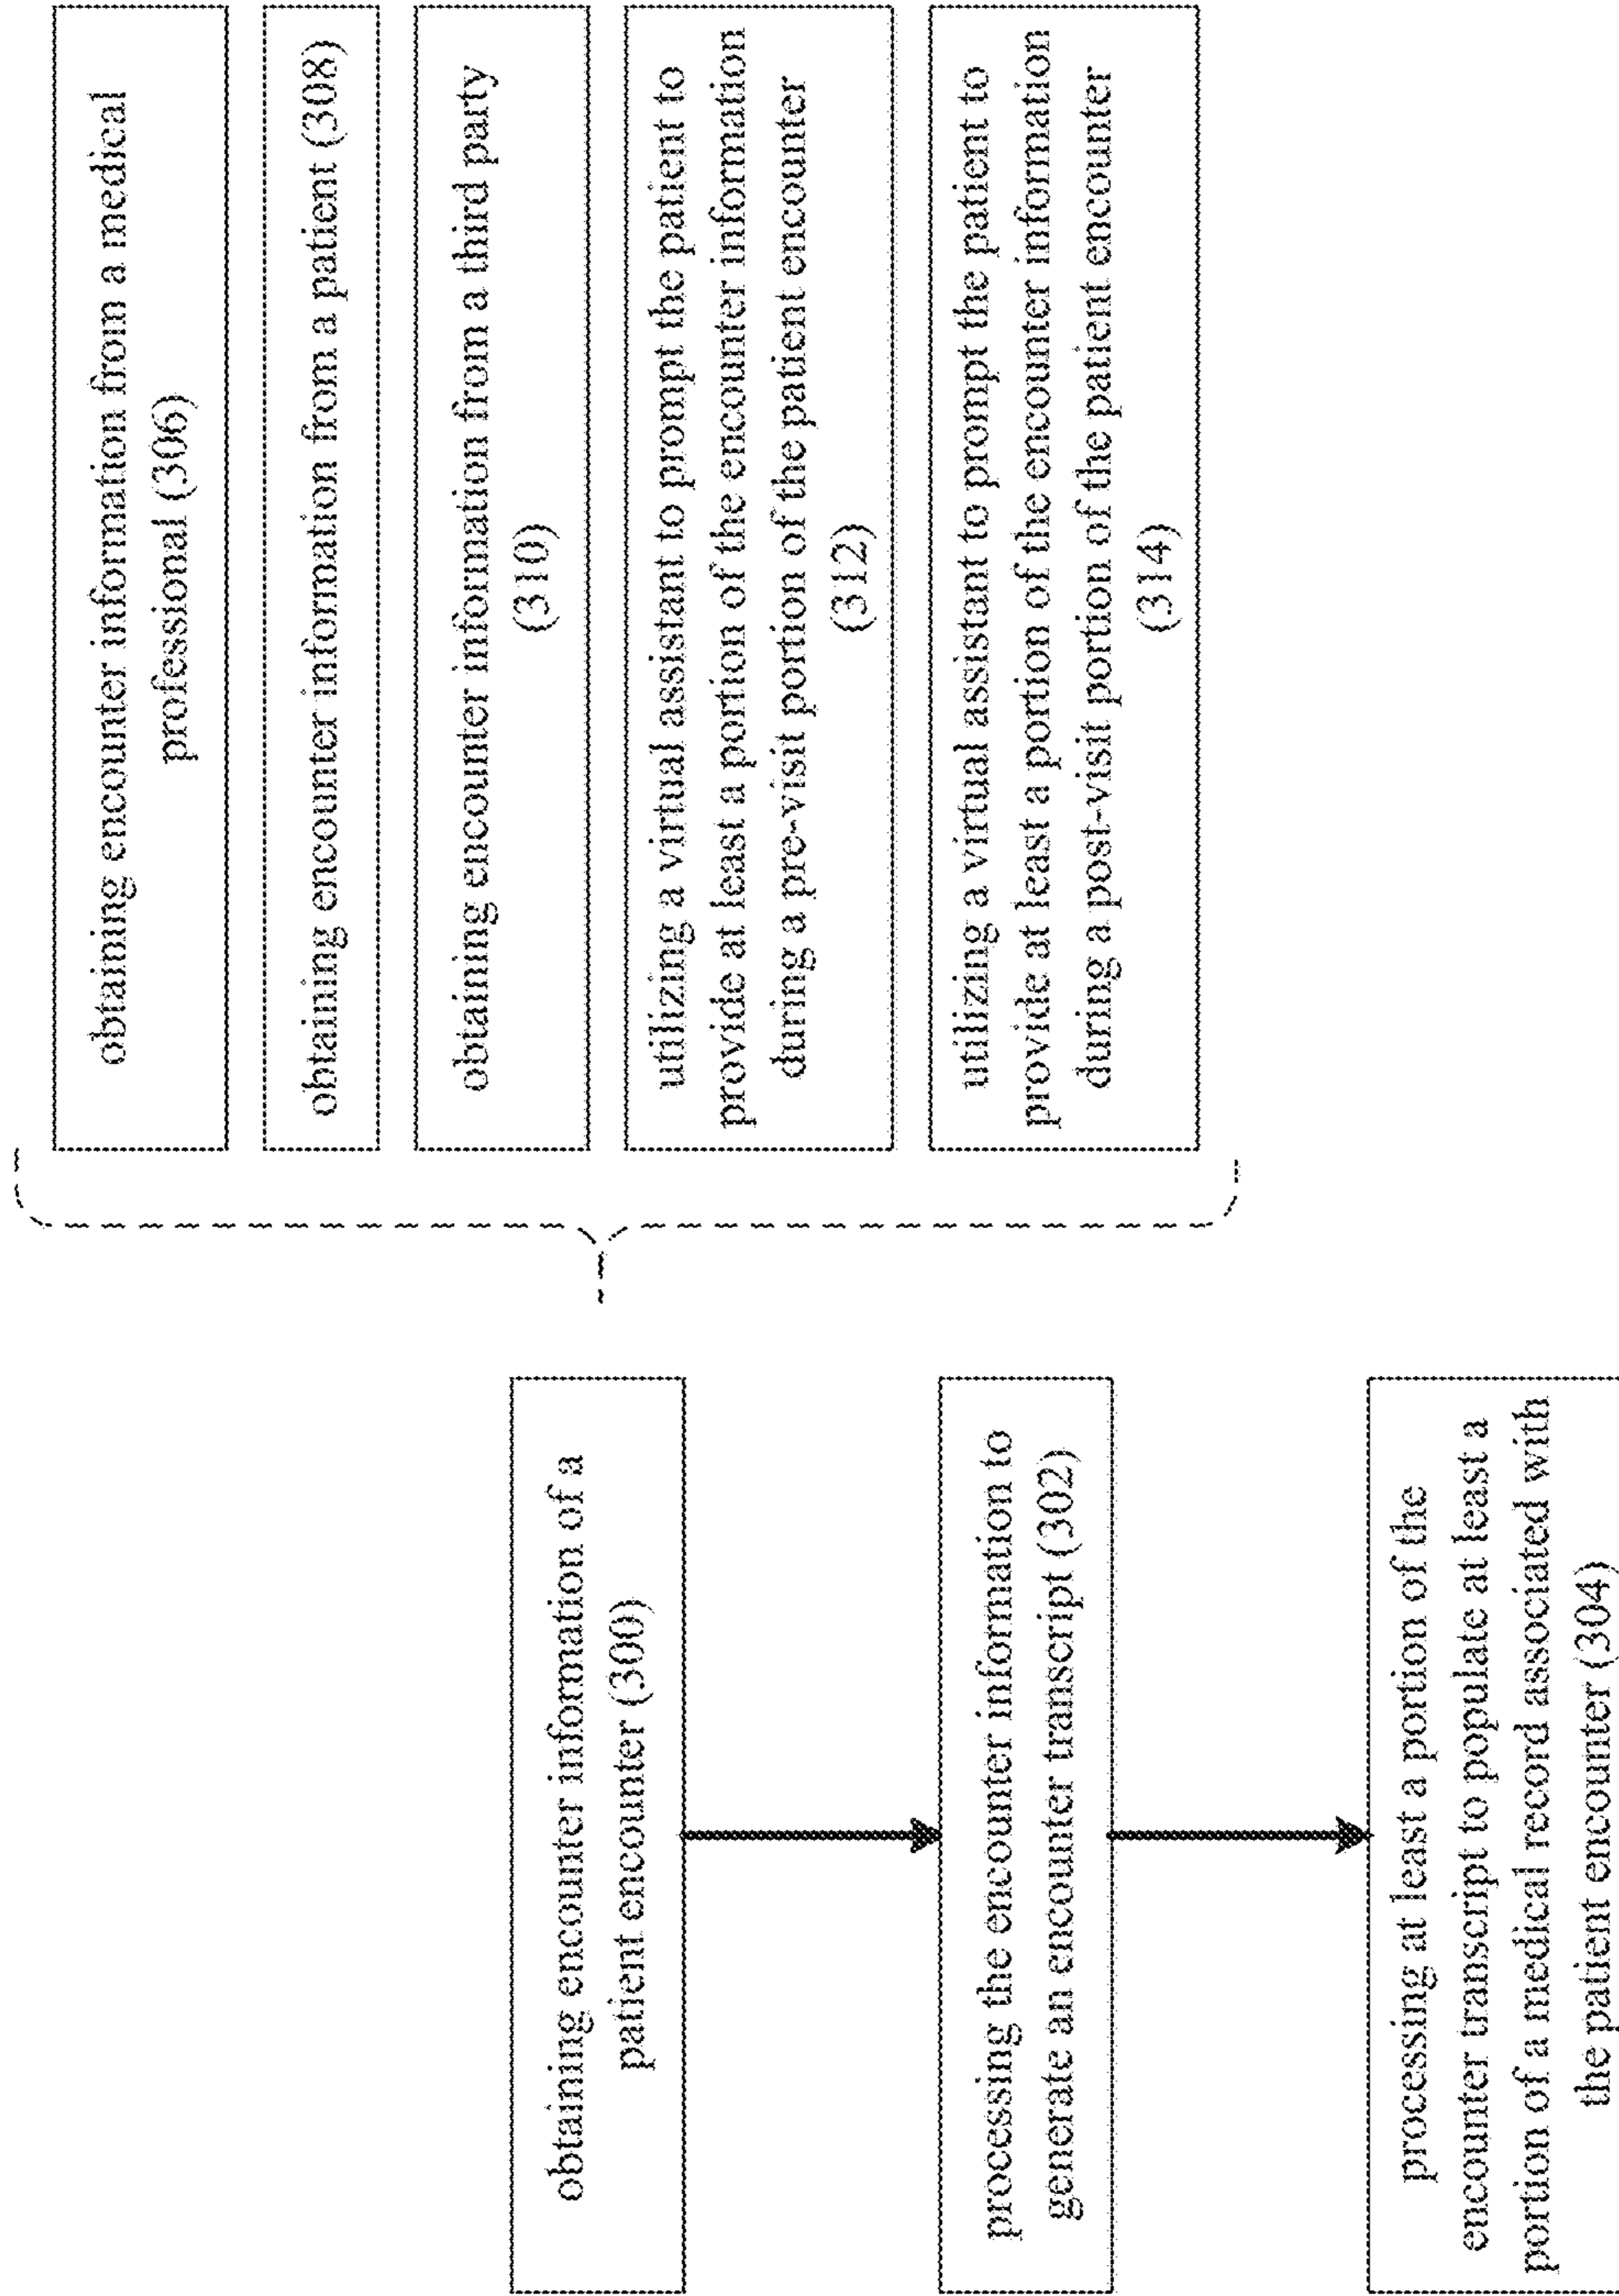 obtaining encounter information of a
patient encounter (300)
processing the encounter information to
generate an encounter transcript (302)
processing at least a portion of the
encounter transcript to populate at least a
portion of a medical record associated with
the patient encounter (304)
obtaining encounter information from a medical
professional (306)
obtaining encounter information from a patient (308)
obtaining encounter information from a third party
(310)
utilizing a virtual assistant to prompt the patient to
provide at least a portion of the encounter information
during a pre-visit portion of the patient encounter
(312)
utilizing a virtual assistant to prompt the patient to
provide at least a portion of the encounter information
during a post-visit portion of the patient encounter
(314)